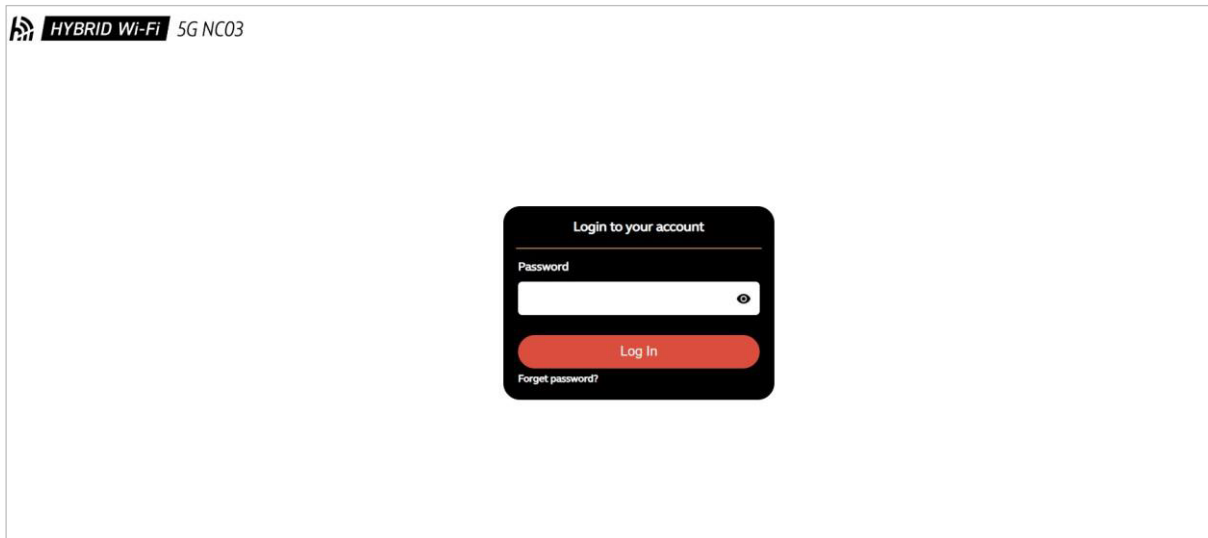 HYBRID Wi-Fi 5G NC03
Login to your account
Password
Log In
Forget password?